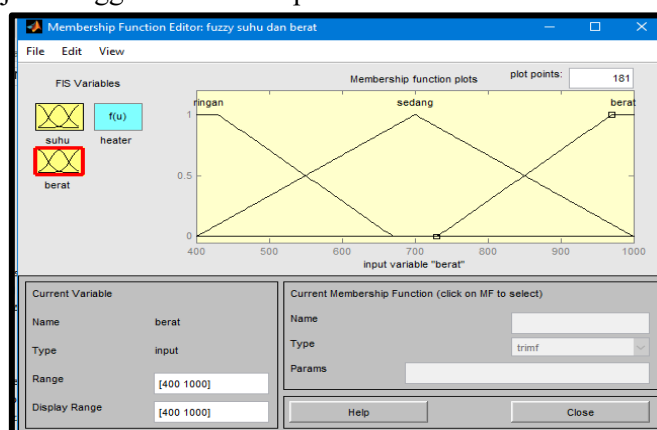 Membership Function Editor: fuzzy suhu dan berat
File Edit View
FIS Variables
Membership function plots
plot points:
181
f(u)
suhu
heater
berat
ringan
sedang
berat
1
0.5
0
400 500 600 700 800 900 1000
input variable "berat"
Current Variable
Name berat
Type input
Range [400 1000]
Display Range [400 1000]
Current Membership Function (click on MF to select)
Name
Type trimf
Params
Help
Close